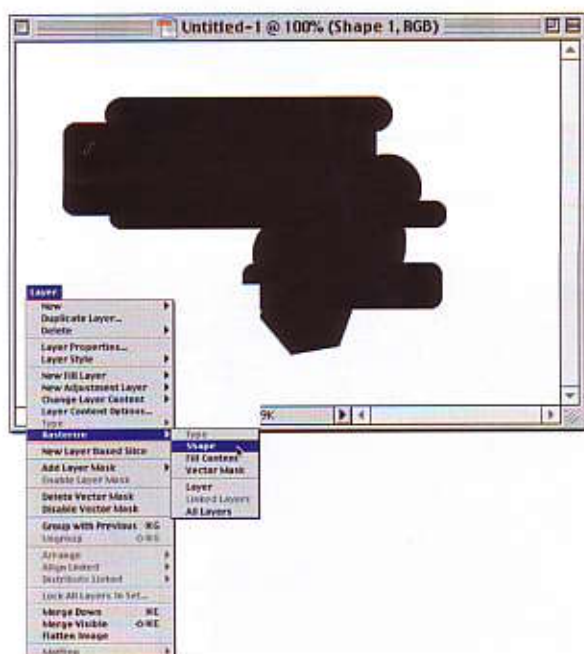 Untitled-1 @ 100% (Shape 1, RGB)
Layer
New
Duplicate Layer...
Delete
Layer Properties...
Layer Style
New Fill Layer
New Adjustment Layer
Change Layer Content
Layer Content Options...
Type
Rasterize
New Layer Based Slice
Add Layer Mask
Enable Layer Mask
Delete Vector Mask
Disable Vector Mask
Group with Previous ⌘G
Ungroup ⇧⌘G
Arrange
Align Linked
Distribute Linked
Lock All Layers In Set...
Merge Down ⌘E
Merge Visible ⇧⌘E
Flatten Image
Matting
9K
Type
Shape
Fill Content
Vector Mask
Layer
Linked Layers
All Layers